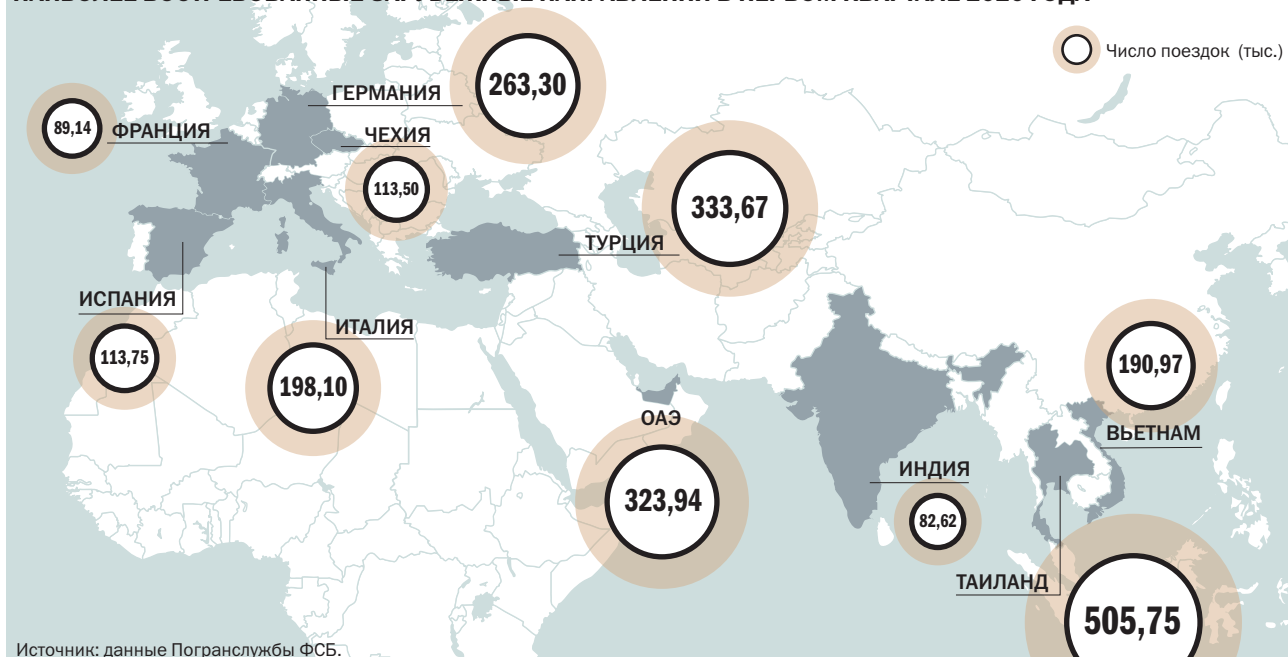 Число поездок (тыс.)
263,30
ГЕРМАНИЯ
89,14
ФРАНЦИЯ
ЧЕХИЯ
113,50
333,67
ТУРЦИЯ
ИСПАНИЯ
113,75
ИТАЛИЯ
198,10
ОАЭ
323,94
190,97
ВЬЕТНАМ
ИНДИЯ
82,62
ТАИЛАНД
505,75
Источник: данные Погранслужбы ФСБ.